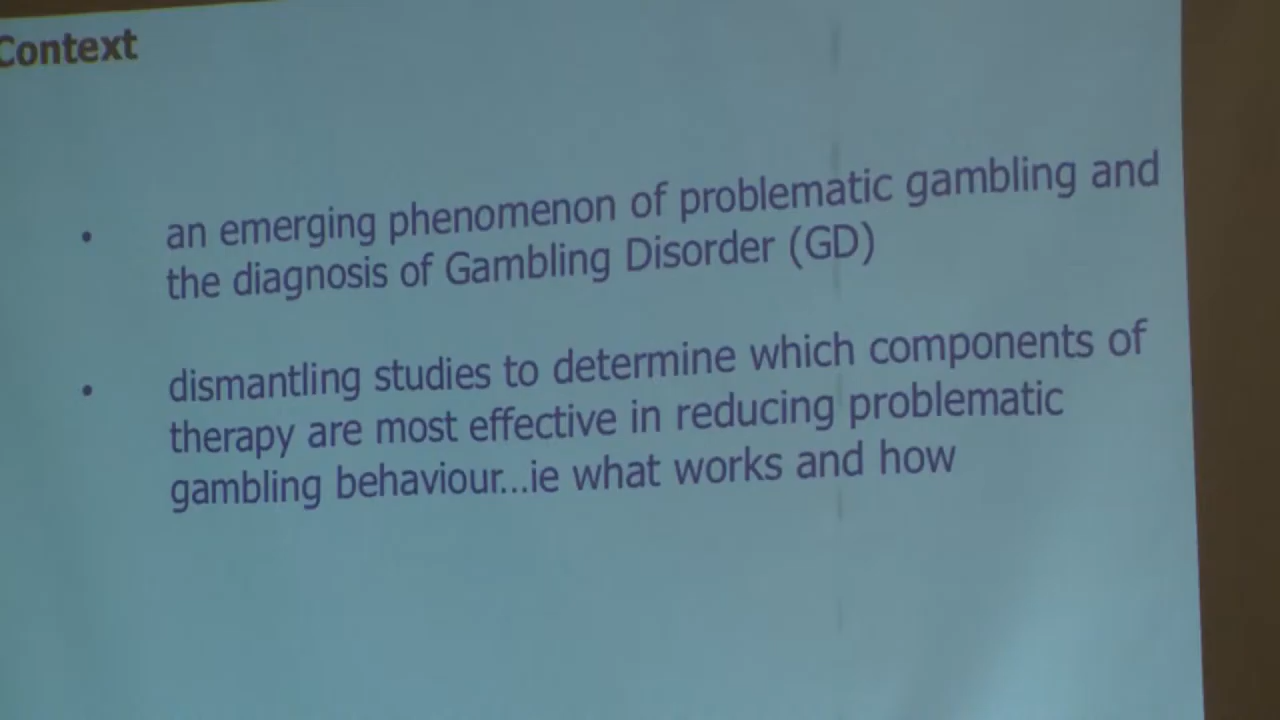 Context
• an emerging phenomenon of problematic gambling and
the diagnosis of Gambling Disorder (GD)
• dismantling studies to determine which components of
therapy are most effective in reducing problematic
gambling behaviour...ie what works and how